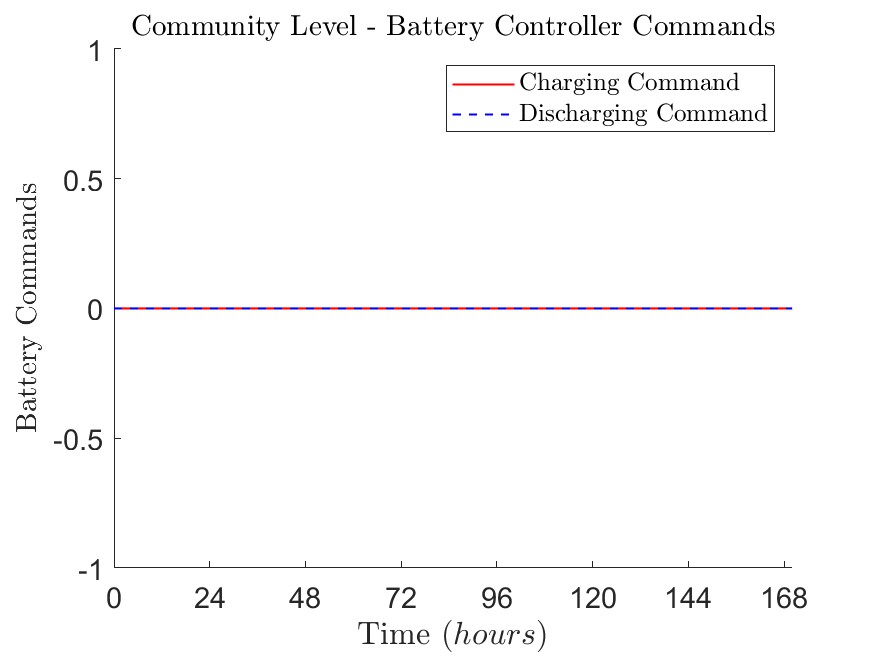 Community Level - Battery Controller Commands
Charging Command
Discharging Command
Battery Commands
1
0.5
0
-0.5
-1
0 24 48 72 96 120 144 168
Time (hours)